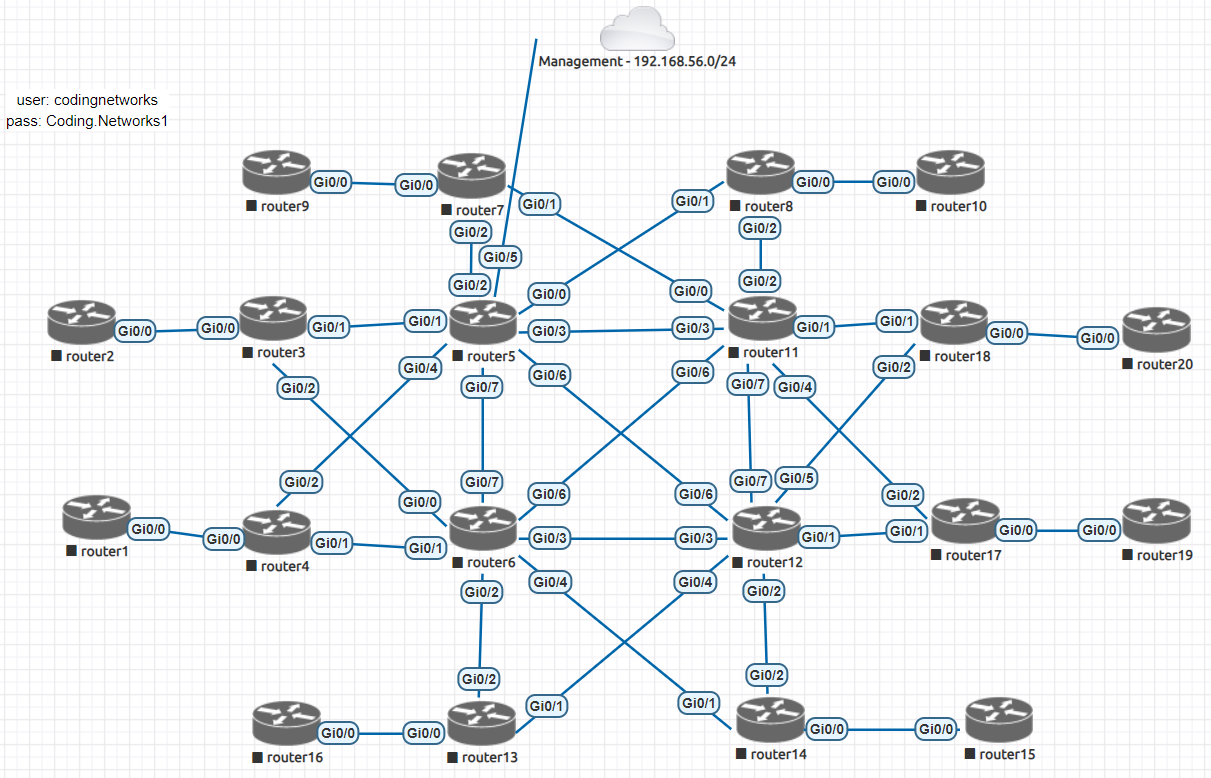 Management - 192.168.56.0/24
user: codingnetworks
pass: Coding.Networks1
Gi0/0 Gi0/0 Gi0/0 Gi0/0
router9 router7 Gi0/1 Gi0/1 router8 router10
Gi0/2 Gi0/2
Gi0/5
Gi0/2 Gi0/0 Gi0/0 Gi0/2
Gi0/0 Gi0/0 Gi0/1 Gi0/1 Gi0/3 Gi0/3 Gi0/1 Gi0/1 Gi0/0 Gi0/0
router2 router3 router5 router11 router18 router20
Gi0/2 Gi0/4 Gi0/7 Gi0/6 Gi0/6 Gi0/7 Gi0/4 Gi0/2
Gi0/2 Gi0/0 Gi0/7 Gi0/6 Gi0/6 Gi0/7 Gi0/5 Gi0/2
Gi0/0 Gi0/0 Gi0/1 Gi0/1 Gi0/3 Gi0/3 Gi0/1 Gi0/1 Gi0/0 Gi0/0
router1 router4 router6 router12 router17 router19
Gi0/2 Gi0/4 Gi0/4 Gi0/2
Gi0/2 Gi0/1 Gi0/1 Gi0/2
Gi0/0 Gi0/0 Gi0/0 Gi0/0
router16 router13 router14 router15